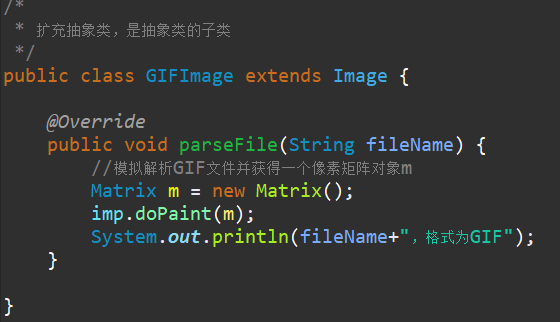 /*
 * 扩充抽象类，是抽象类的子类
 */
public class GIFImage extends Image {
    @Override
    public void parseFile(String fileName) {
        //模拟解析GIF文件并获得一个像素矩阵对象m
        Matrix m = new Matrix();
        imp.doPaint(m);
        System.out.println(fileName+"，格式为GIF");
    }
}